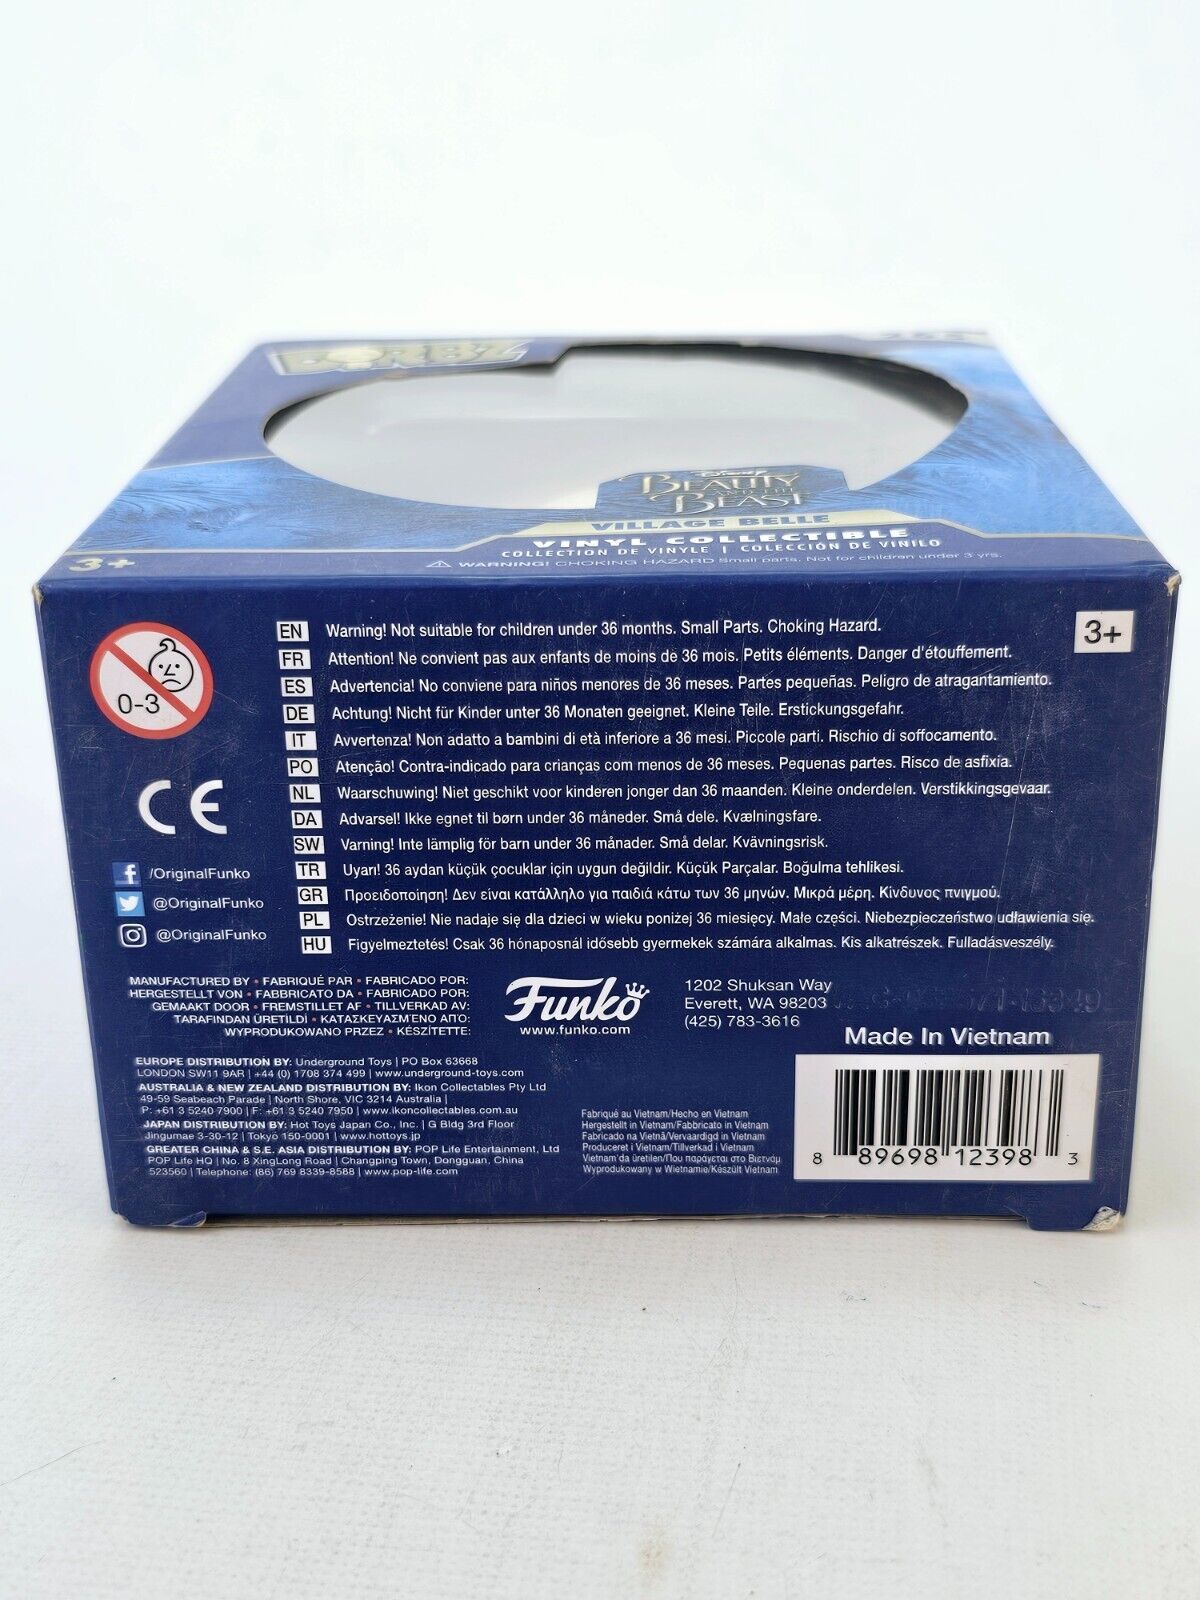 DORBZ
Disney
BEAUTY
AND THE
BEAST
VILLAGE BELLE
VINYL COLLECTIBLE
COLLECTION DE VINYLE | COLECCIÓN DE VINILO
3+
⚠ WARNING! CHOKING HAZARD Small parts. Not for children under 3 yrs.
0-3
3+
EN Warning! Not suitable for children under 36 months. Small Parts. Choking Hazard.
FR Attention! Ne convient pas aux enfants de moins de 36 mois. Petits éléments. Danger d'étouffement.
ES Advertencia! No conviene para niños menores de 36 meses. Partes pequeñas. Peligro de atragantamiento.
DE Achtung! Nicht für Kinder unter 36 Monaten geeignet. Kleine Teile. Erstickungsgefahr.
IT Avvertenza! Non adatto a bambini di età inferiore a 36 mesi. Piccole parti. Rischio di soffocamento.
PO Atenção! Contra-indicado para crianças com menos de 36 meses. Pequenas partes. Risco de asfixia.
NL Waarschuwing! Niet geschikt voor kinderen jonger dan 36 maanden. Kleine onderdelen. Verstikkingsgevaar.
DA Advarsel! Ikke egnet til børn under 36 måneder. Små dele. Kvælningsfare.
SW Varning! Inte lämplig för barn under 36 månader. Små delar. Kvävningsrisk.
TR Uyarı! 36 aydan küçük çocuklar için uygun değildir. Küçük Parçalar. Boğulma tehlikesi.
GR Προειδοποίηση! Δεν είναι κατάλληλο για παιδιά κάτω των 36 μηνών. Μικρά μέρη. Κίνδυνος πνιγμού.
PL Ostrzeżenie! Nie nadaje się dla dzieci w wieku poniżej 36 miesięcy. Małe części. Niebezpieczeństwo udławienia się.
HU Figyelmeztetés! Csak 36 hónaposnál idősebb gyermekek számára alkalmas. Kis alkatrészek. Fulladásveszély.
CE
/OriginalFunko
@OriginalFunko
@OriginalFunko
MANUFACTURED BY • FABRIQUÉ PAR • FABRICADO POR:
HERGESTELLT VON • FABBRICATO DA • FABRICADO POR:
GEMAAKT DOOR • FREMSTILLET AF • TILLVERKAD AV:
TARAFINDAN ÜRETİLDİ • ΚΑΤΑΣΚΕΥΑΣΜΈΝΟ ΑΠΌ:
WYPRODUKOWANO PRZEZ • KÉSZÍTETTE:
Funko
www.funko.com
1202 Shuksan Way
Everett, WA 98203
(425) 783-3616
Made In Vietnam
EUROPE DISTRIBUTION BY: Underground Toys | PO Box 63668
LONDON SW11 9AR | +44 (0) 1708 374 499 | www.underground-toys.com
AUSTRALIA & NEW ZEALAND DISTRIBUTION BY: Ikon Collectables Pty Ltd
49-59 Seabeach Parade | North Shore, VIC 3214 Australia |
P: +61 3 5240 7900 | F: +61 3 5240 7950 | www.ikoncollectables.com.au
JAPAN DISTRIBUTION BY: Hot Toys Japan Co., Inc. | G Bldg 3rd Floor
Jingumae 3-30-12 | Tokyo 150-0001 | www.hottoys.jp
GREATER CHINA & S.E. ASIA DISTRIBUTION BY: POP Life Entertainment, Ltd
POP Life HQ | No. 8 XingLong Road | Changping Town, Dongguan, China
523560 | Telephone: (86) 769 8339-8588 | www.pop-life.com
Fabriqué au Vietnam/Hecho en Vietnam
Hergestellt in Vietnam/Fabbricato in Vietnam
Fabricado na Vietnã/Vervaardigd in Vietnam
Produceret i Vietnam/Tillverkad i Vietnam
Vietnam'da üretilen/Που παράγεται στο Βιετνάμ
Wyprodukowany w Wietnamie/Készült Vietnam
8 89698 12398 3